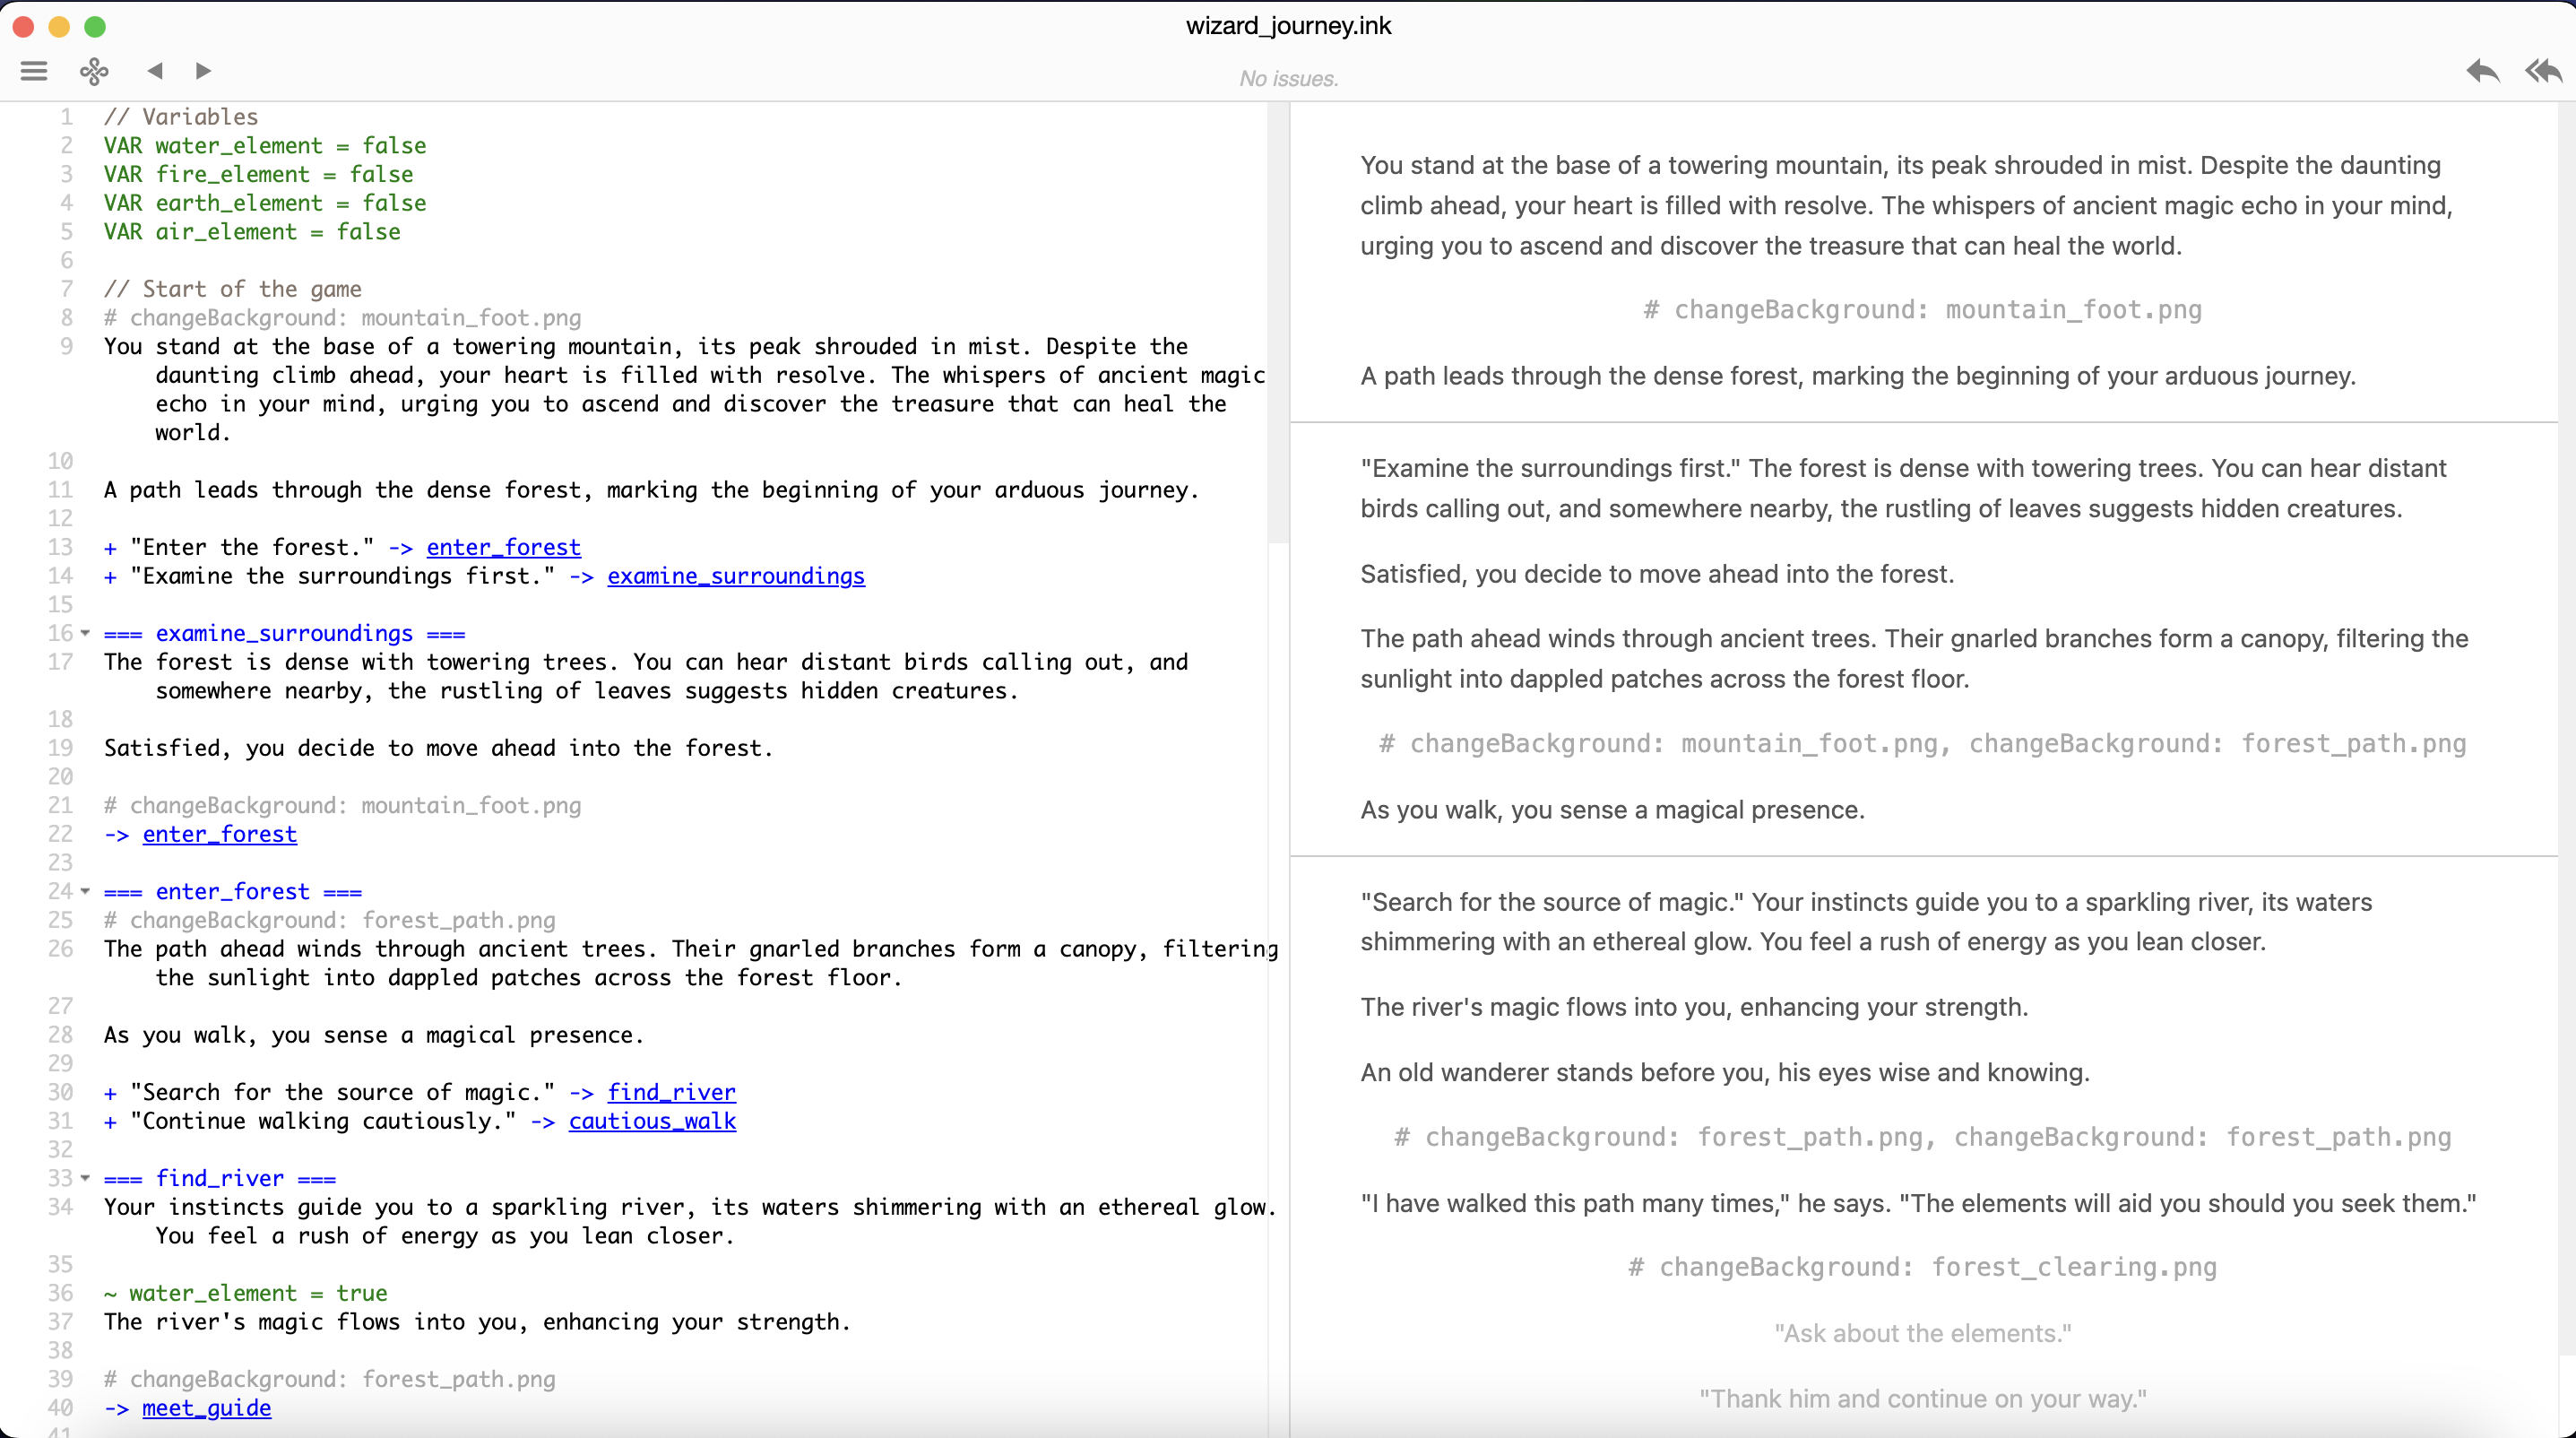 wizard_journey.ink
No issues.
1 // Variables
2 VAR water_element = false
3 VAR fire_element = false
4 VAR earth_element = false
5 VAR air_element = false
6
7 // Start of the game
8 # changeBackground: mountain_foot.png
9 You stand at the base of a towering mountain, its peak shrouded in mist. Despite the
daunting climb ahead, your heart is filled with resolve. The whispers of ancient magic
echo in your mind, urging you to ascend and discover the treasure that can heal the
world.
10
11 A path leads through the dense forest, marking the beginning of your arduous journey.
12
13 + "Enter the forest." -> enter_forest
14 + "Examine the surroundings first." -> examine_surroundings
15
16 === examine_surroundings ===
17 The forest is dense with towering trees. You can hear distant birds calling out, and
somewhere nearby, the rustling of leaves suggests hidden creatures.
18
19 Satisfied, you decide to move ahead into the forest.
20
21 # changeBackground: mountain_foot.png
22 -> enter_forest
23
24 === enter_forest ===
25 # changeBackground: forest_path.png
26 The path ahead winds through ancient trees. Their gnarled branches form a canopy, filtering
the sunlight into dappled patches across the forest floor.
27
28 As you walk, you sense a magical presence.
29
30 + "Search for the source of magic." -> find_river
31 + "Continue walking cautiously." -> cautious_walk
32
33 === find_river ===
34 Your instincts guide you to a sparkling river, its waters shimmering with an ethereal glow.
You feel a rush of energy as you lean closer.
35
36 ~ water_element = true
37 The river's magic flows into you, enhancing your strength.
38
39 # changeBackground: forest_path.png
40 -> meet_guide
41
You stand at the base of a towering mountain, its peak shrouded in mist. Despite the daunting
climb ahead, your heart is filled with resolve. The whispers of ancient magic echo in your mind,
urging you to ascend and discover the treasure that can heal the world.
# changeBackground: mountain_foot.png
A path leads through the dense forest, marking the beginning of your arduous journey.
"Examine the surroundings first." The forest is dense with towering trees. You can hear distant
birds calling out, and somewhere nearby, the rustling of leaves suggests hidden creatures.
Satisfied, you decide to move ahead into the forest.
The path ahead winds through ancient trees. Their gnarled branches form a canopy, filtering the
sunlight into dappled patches across the forest floor.
# changeBackground: mountain_foot.png, changeBackground: forest_path.png
As you walk, you sense a magical presence.
"Search for the source of magic." Your instincts guide you to a sparkling river, its waters
shimmering with an ethereal glow. You feel a rush of energy as you lean closer.
The river's magic flows into you, enhancing your strength.
An old wanderer stands before you, his eyes wise and knowing.
# changeBackground: forest_path.png, changeBackground: forest_path.png
"I have walked this path many times," he says. "The elements will aid you should you seek them."
# changeBackground: forest_clearing.png
"Ask about the elements."
"Thank him and continue on your way."